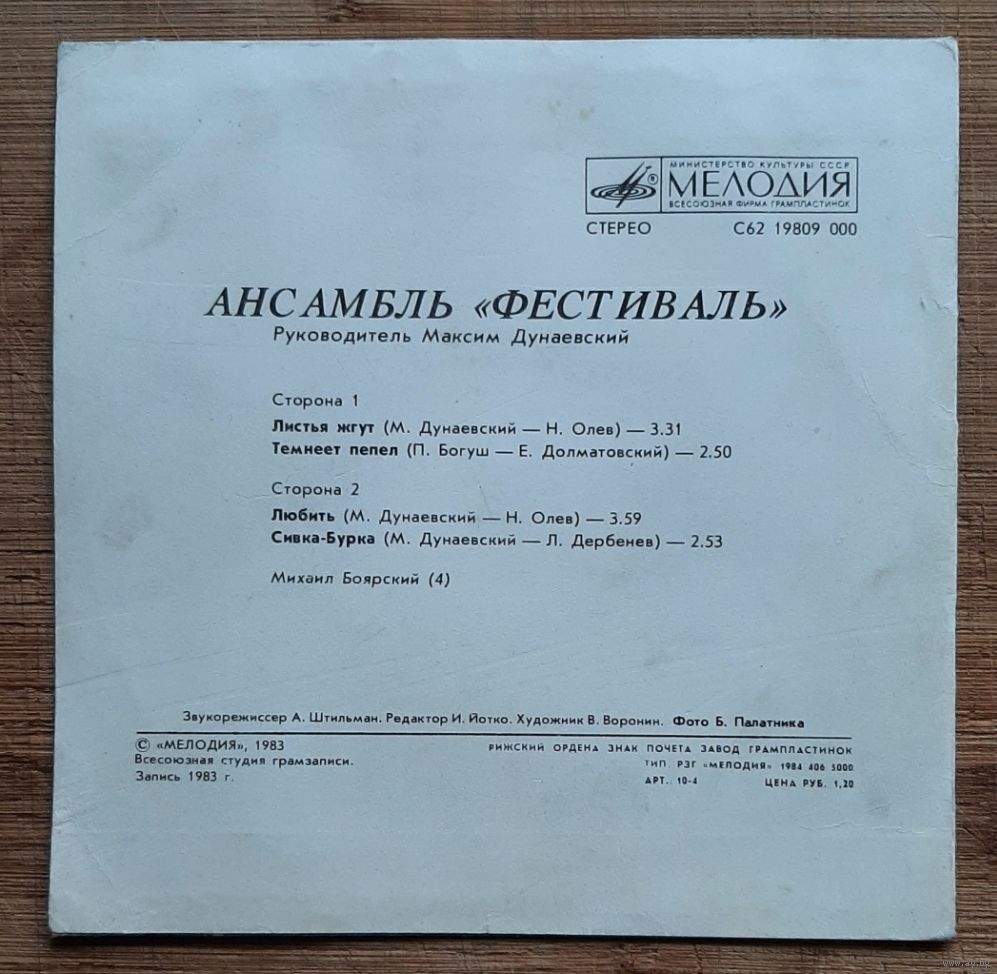 МИНИСТЕРСТВО КУЛЬТУРЫ СССР
МЕЛОДИЯ
ВСЕСОЮЗНАЯ ФИРМА ГРАМПЛАСТИНОК
СТЕРЕО С62 19809 000
АНСАМБЛЬ «ФЕСТИВАЛЬ»
Руководитель Максим Дунаевский
Сторона 1
Листья жгут (М. Дунаевский — Н. Олев) — 3.31
Темнеет пепел (П. Богуш — Е. Долматовский) — 2.50
Сторона 2
Любить (М. Дунаевский — Н. Олев) — 3.59
Сивка-Бурка (М. Дунаевский — Л. Дербенев) — 2.53
Михаил Боярский (4)
Звукорежиссер А. Штильман. Редактор И. Йотко. Художник В. Воронин. Фото Б. Палатника
© «МЕЛОДИЯ», 1983
Всесоюзная студия грамзаписи.
Запись 1983 г.
РИЖСКИЙ ОРДЕНА ЗНАК ПОЧЕТА ЗАВОД ГРАМПЛАСТИНОК
ТИП. РЗГ «МЕЛОДИЯ» 1984 406 5000
АРТ. 10-4 ЦЕНА РУБ. 1,20
www.ay.by